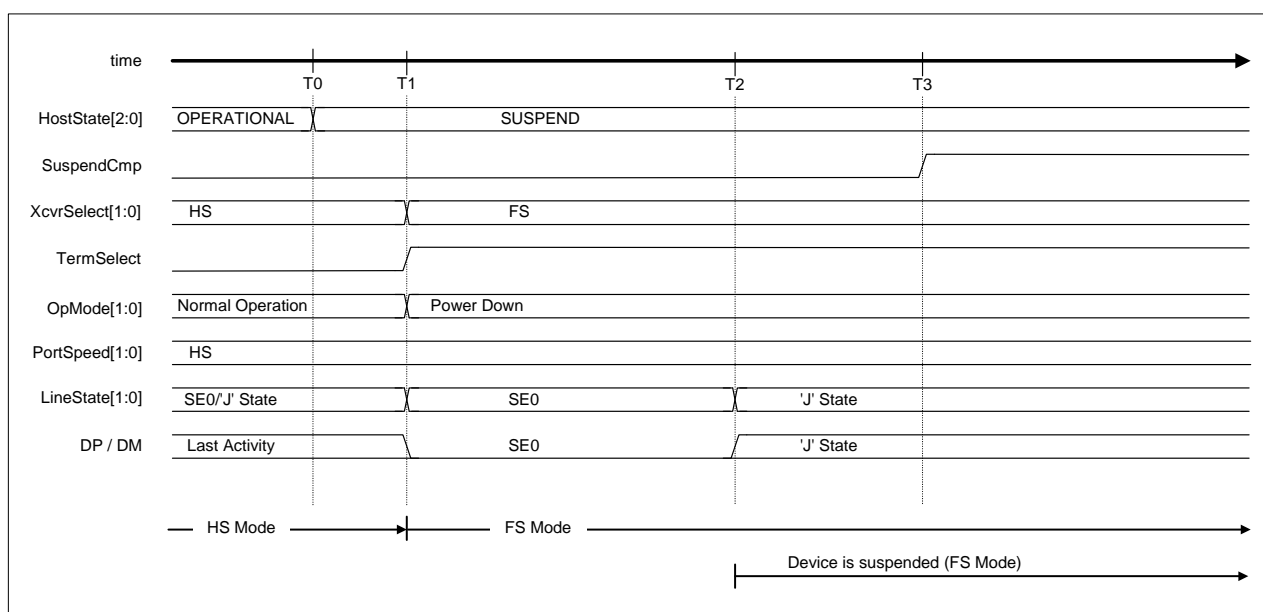 time
T0 T1 T2 T3
HostState[2:0] OPERATIONAL SUSPEND
SuspendCmp
XcvrSelect[1:0] HS FS
TermSelect
OpMode[1:0] Normal Operation Power Down
PortSpeed[1:0] HS
LineState[1:0] SE0/'J' State SE0 'J' State
DP / DM Last Activity SE0 'J' State
HS Mode FS Mode
Device is suspended (FS Mode)